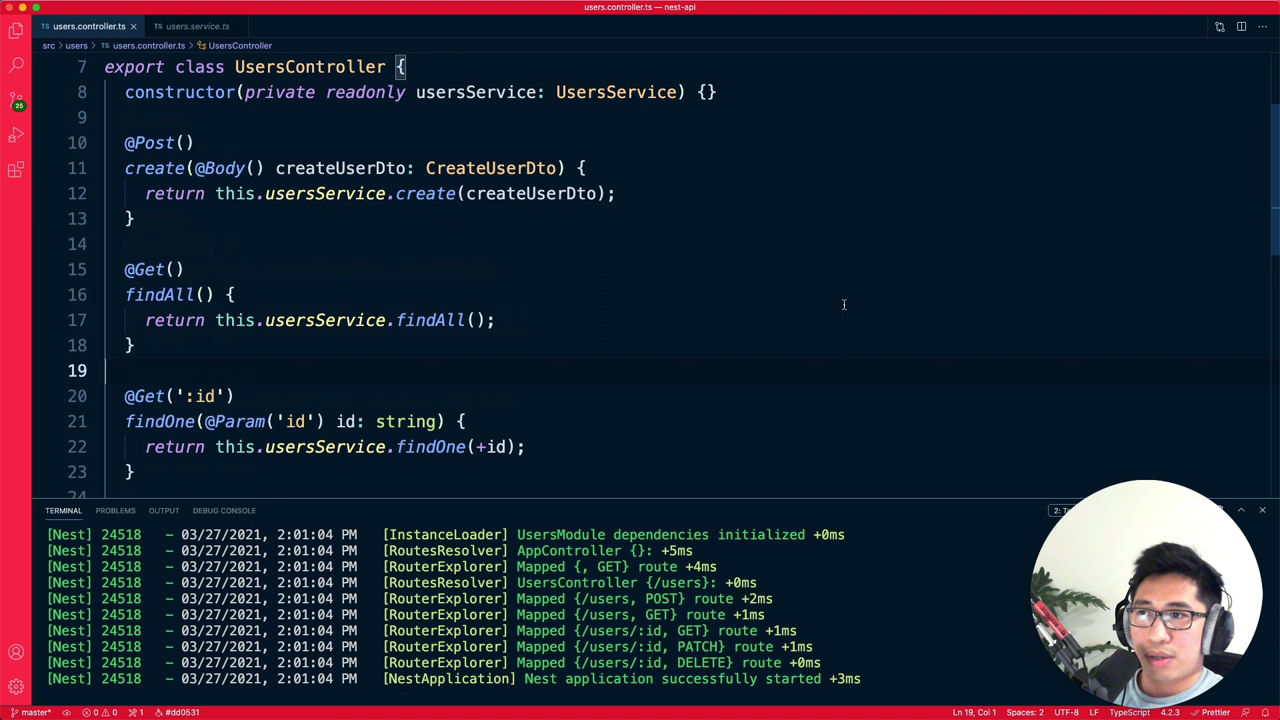 users.controller.ts — nest-api
TS users.controller.ts ×
TS users.service.ts
src > users > TS users.controller.ts > UsersController
7 export class UsersController {
8 constructor(private readonly usersService: UsersService) {}
9
10 @Post()
11 create(@Body() createUserDto: CreateUserDto) {
12 return this.usersService.create(createUserDto);
13 }
14
15 @Get()
16 findAll() {
17 return this.usersService.findAll();
18 }
19
20 @Get(':id')
21 findOne(@Param('id') id: string) {
22 return this.usersService.findOne(+id);
23 }
24
25
TERMINAL PROBLEMS OUTPUT DEBUG CONSOLE
[Nest] 24518 - 03/27/2021, 2:01:04 PM [InstanceLoader] UsersModule dependencies initialized +0ms
[Nest] 24518 - 03/27/2021, 2:01:04 PM [RoutesResolver] AppController {}: +5ms
[Nest] 24518 - 03/27/2021, 2:01:04 PM [RouterExplorer] Mapped {, GET} route +4ms
[Nest] 24518 - 03/27/2021, 2:01:04 PM [RoutesResolver] UsersController {/users}: +0ms
[Nest] 24518 - 03/27/2021, 2:01:04 PM [RouterExplorer] Mapped {/users, POST} route +2ms
[Nest] 24518 - 03/27/2021, 2:01:04 PM [RouterExplorer] Mapped {/users, GET} route +1ms
[Nest] 24518 - 03/27/2021, 2:01:04 PM [RouterExplorer] Mapped {/users/:id, GET} route +1ms
[Nest] 24518 - 03/27/2021, 2:01:04 PM [RouterExplorer] Mapped {/users/:id, PATCH} route +1ms
[Nest] 24518 - 03/27/2021, 2:01:04 PM [RouterExplorer] Mapped {/users/:id, DELETE} route +0ms
[Nest] 24518 - 03/27/2021, 2:01:04 PM [NestApplication] Nest application successfully started +3ms
master* 0 0 1 #dd0531 Ln 19, Col 1 Spaces: 2 UTF-8 LF TypeScript 4.2.3 Prettier